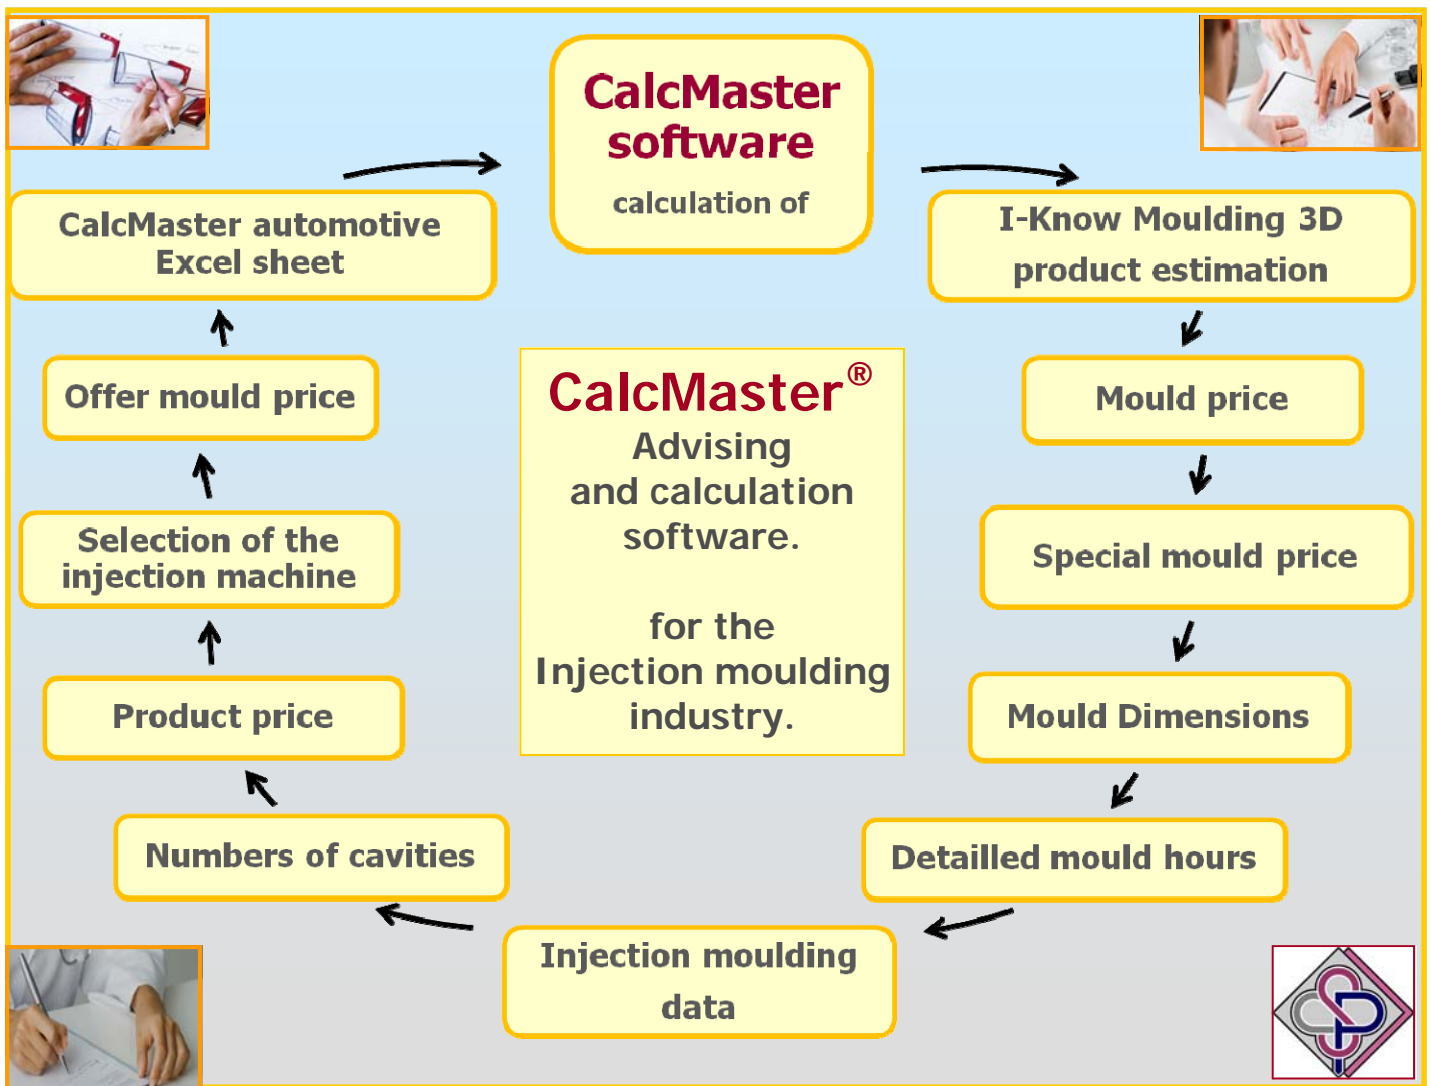 CalcMaster
software
calculation of
I-Know Moulding 3D
product estimation
Mould price
Special mould price
Mould Dimensions
Detailled mould hours
Injection moulding
data
Numbers of cavities
Product price
Selection of the
injection machine
Offer mould price
CalcMaster automotive
Excel sheet
CalcMaster®
Advising
and calculation
software.
for the
Injection moulding
industry.